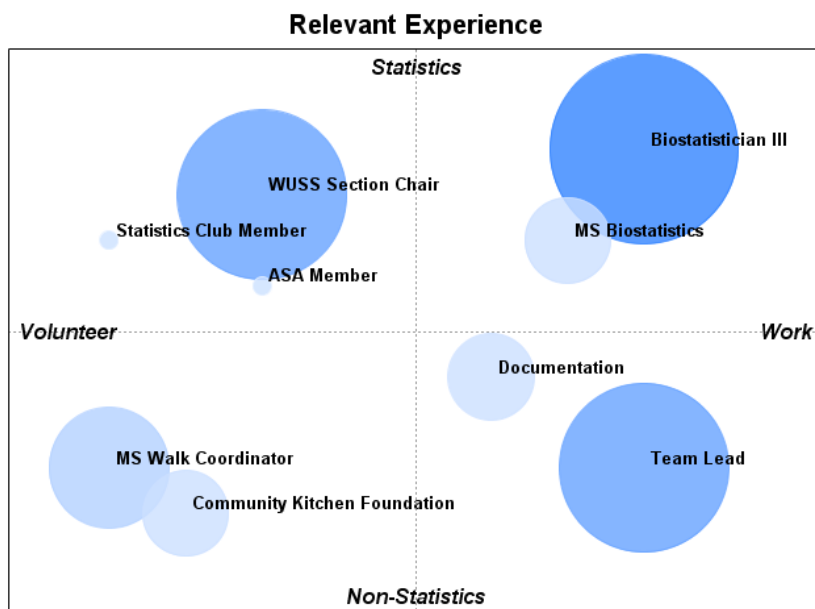 Relevant Experience
Statistics
Biostatistician III
WUSS Section Chair
Statistics Club Member
MS Biostatistics
ASA Member
Volunteer
Work
Documentation
MS Walk Coordinator
Team Lead
Community Kitchen Foundation
Non-Statistics